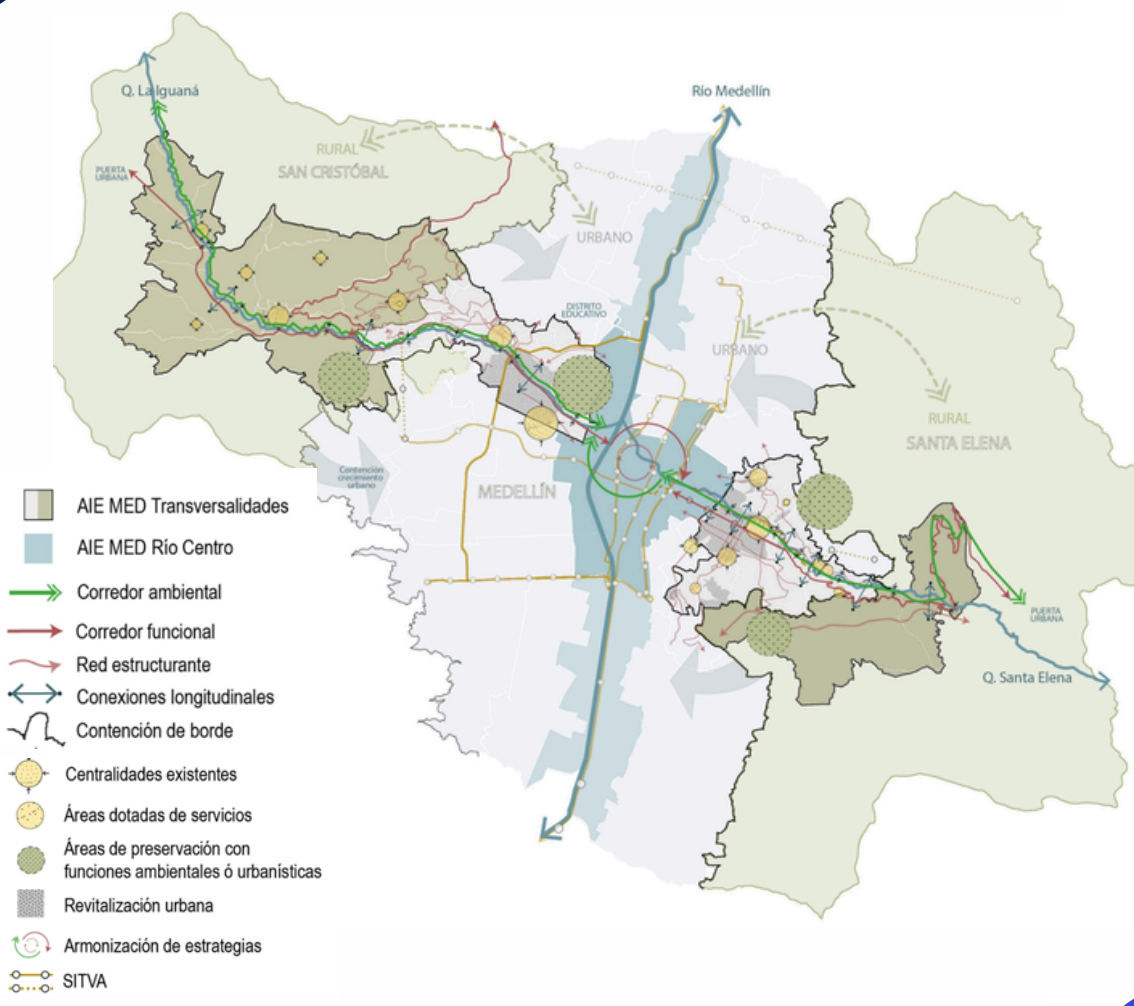 Q. La Iguaná
Río Medellín
RURAL
SAN CRISTÓBAL
PUERTA
URBANA
URBANO
DISTRITO
EDUCATIVO
URBANO
RURAL
SANTA ELENA
Contención
crecimiento
urbano
MEDELLÍN
PUERTA
URBANA
Q. Santa Elena
AIE MED Transversalidades
AIE MED Río Centro
Corredor ambiental
Corredor funcional
Red estructurante
Conexiones longitudinales
Contención de borde
Centralidades existentes
Áreas dotadas de servicios
Áreas de preservación con
funciones ambientales ó urbanísticas
Revitalización urbana
Armonización de estrategias
SITVA